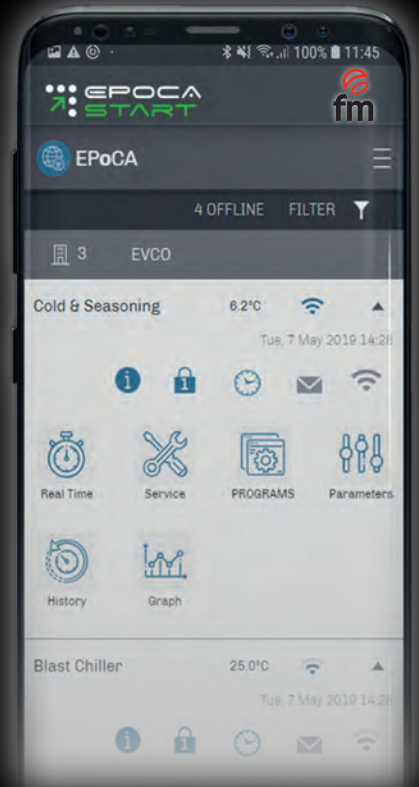 100% 11:45
EPOCA
START
fm
EPoCA
4 OFFLINE FILTER
3 EVCO
Cold & Seasoning 6.2°C
Tue, 7 May 2019 14:28
Real Time Service PROGRAMS Parameters
History Graph
Blast Chiller 25.0°C
Tue, 7 May 2019 14:28